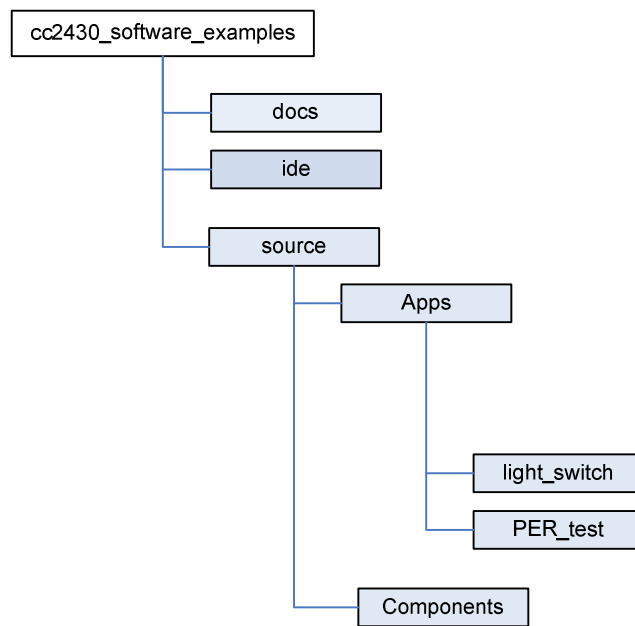 cc2430_software_examples
docs
ide
source
Apps
light_switch
PER_test
Components